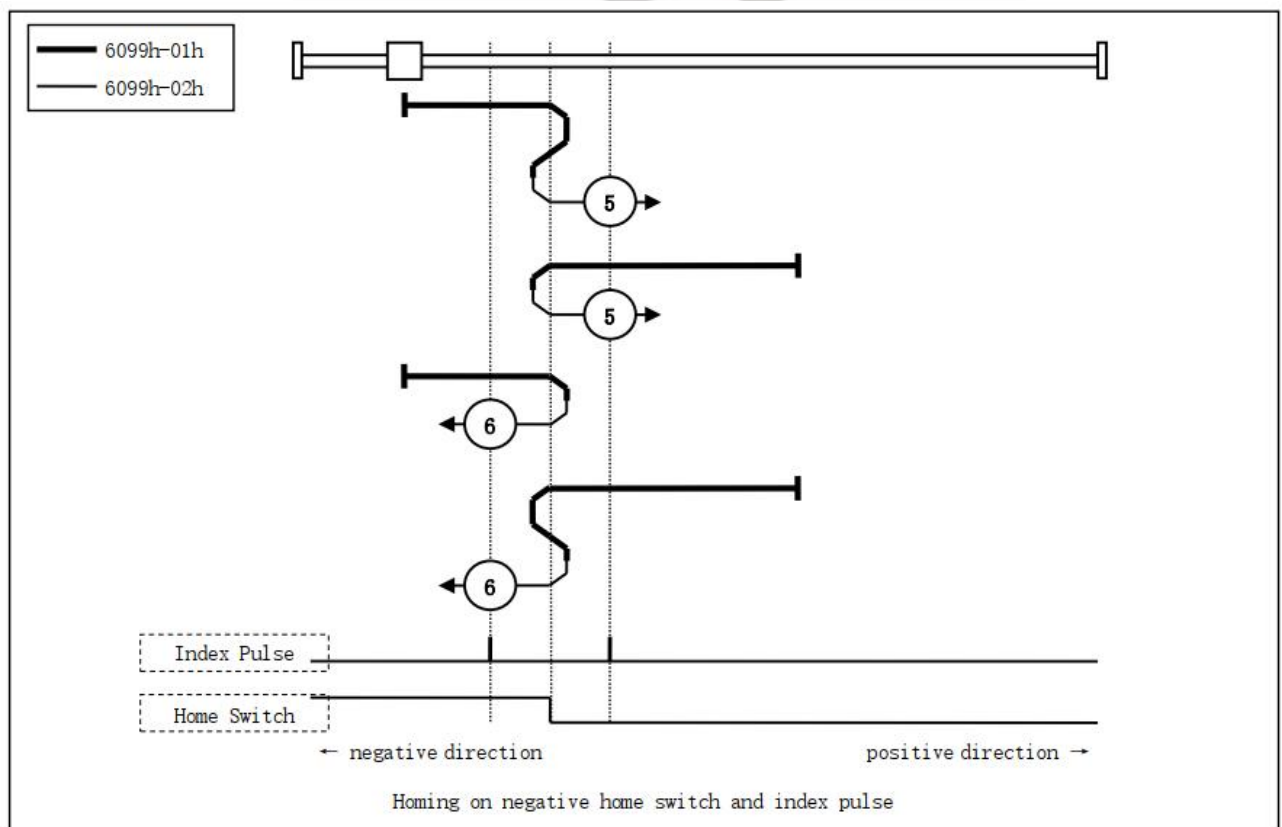 6099h-01h
6099h-02h
5
5
6
6
Index Pulse
Home Switch
← negative direction
positive direction →
Homing on negative home switch and index pulse